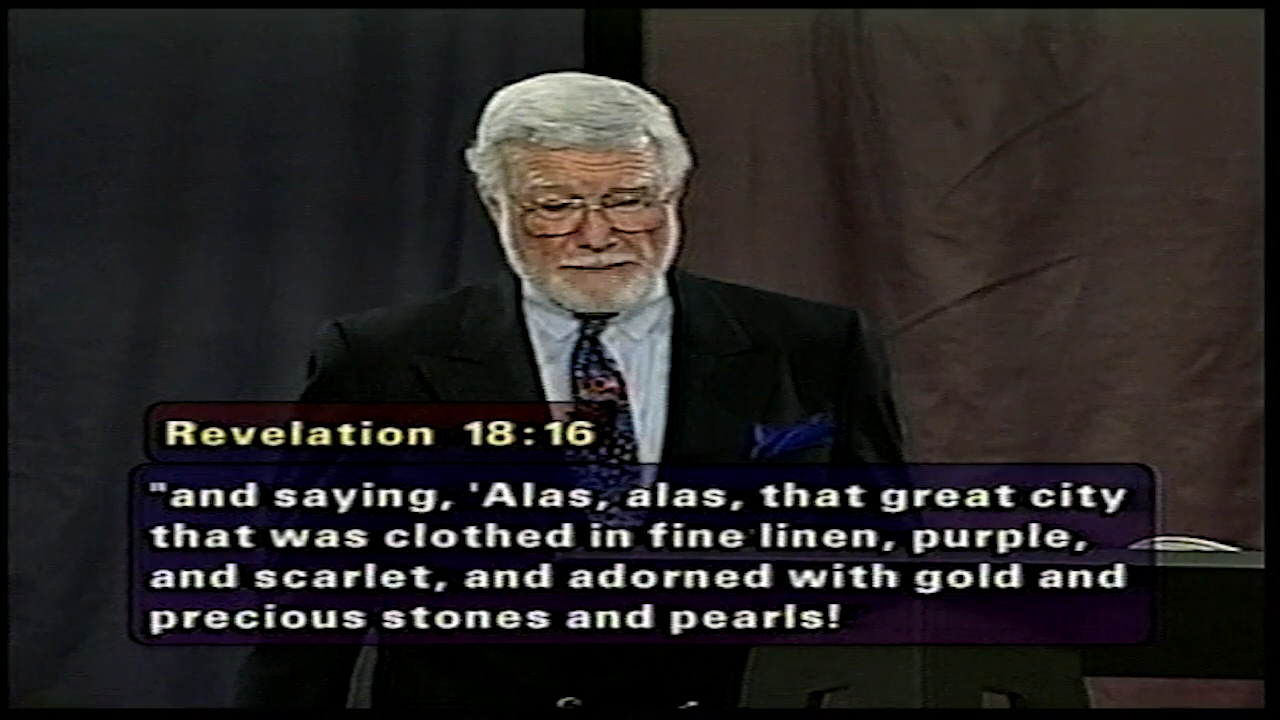 Revelation 18:16
"and saying, 'Alas, alas, that great city
that was clothed in fine linen, purple,
and scarlet, and adorned with gold and
precious stones and pearls!